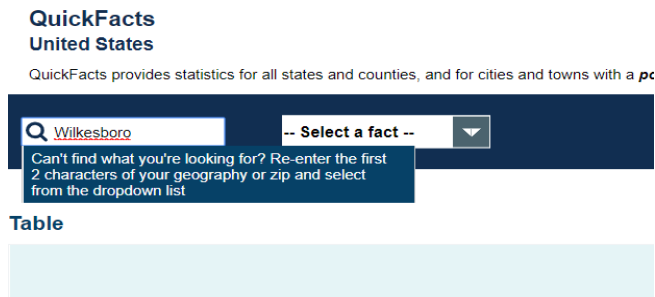 QuickFacts
United States
QuickFacts provides statistics for all states and counties, and for cities and towns with a
Wilkesboro
-- Select a fact --
Can't find what you're looking for? Re-enter the first
2 characters of your geography or zip and select
from the dropdown list
Table